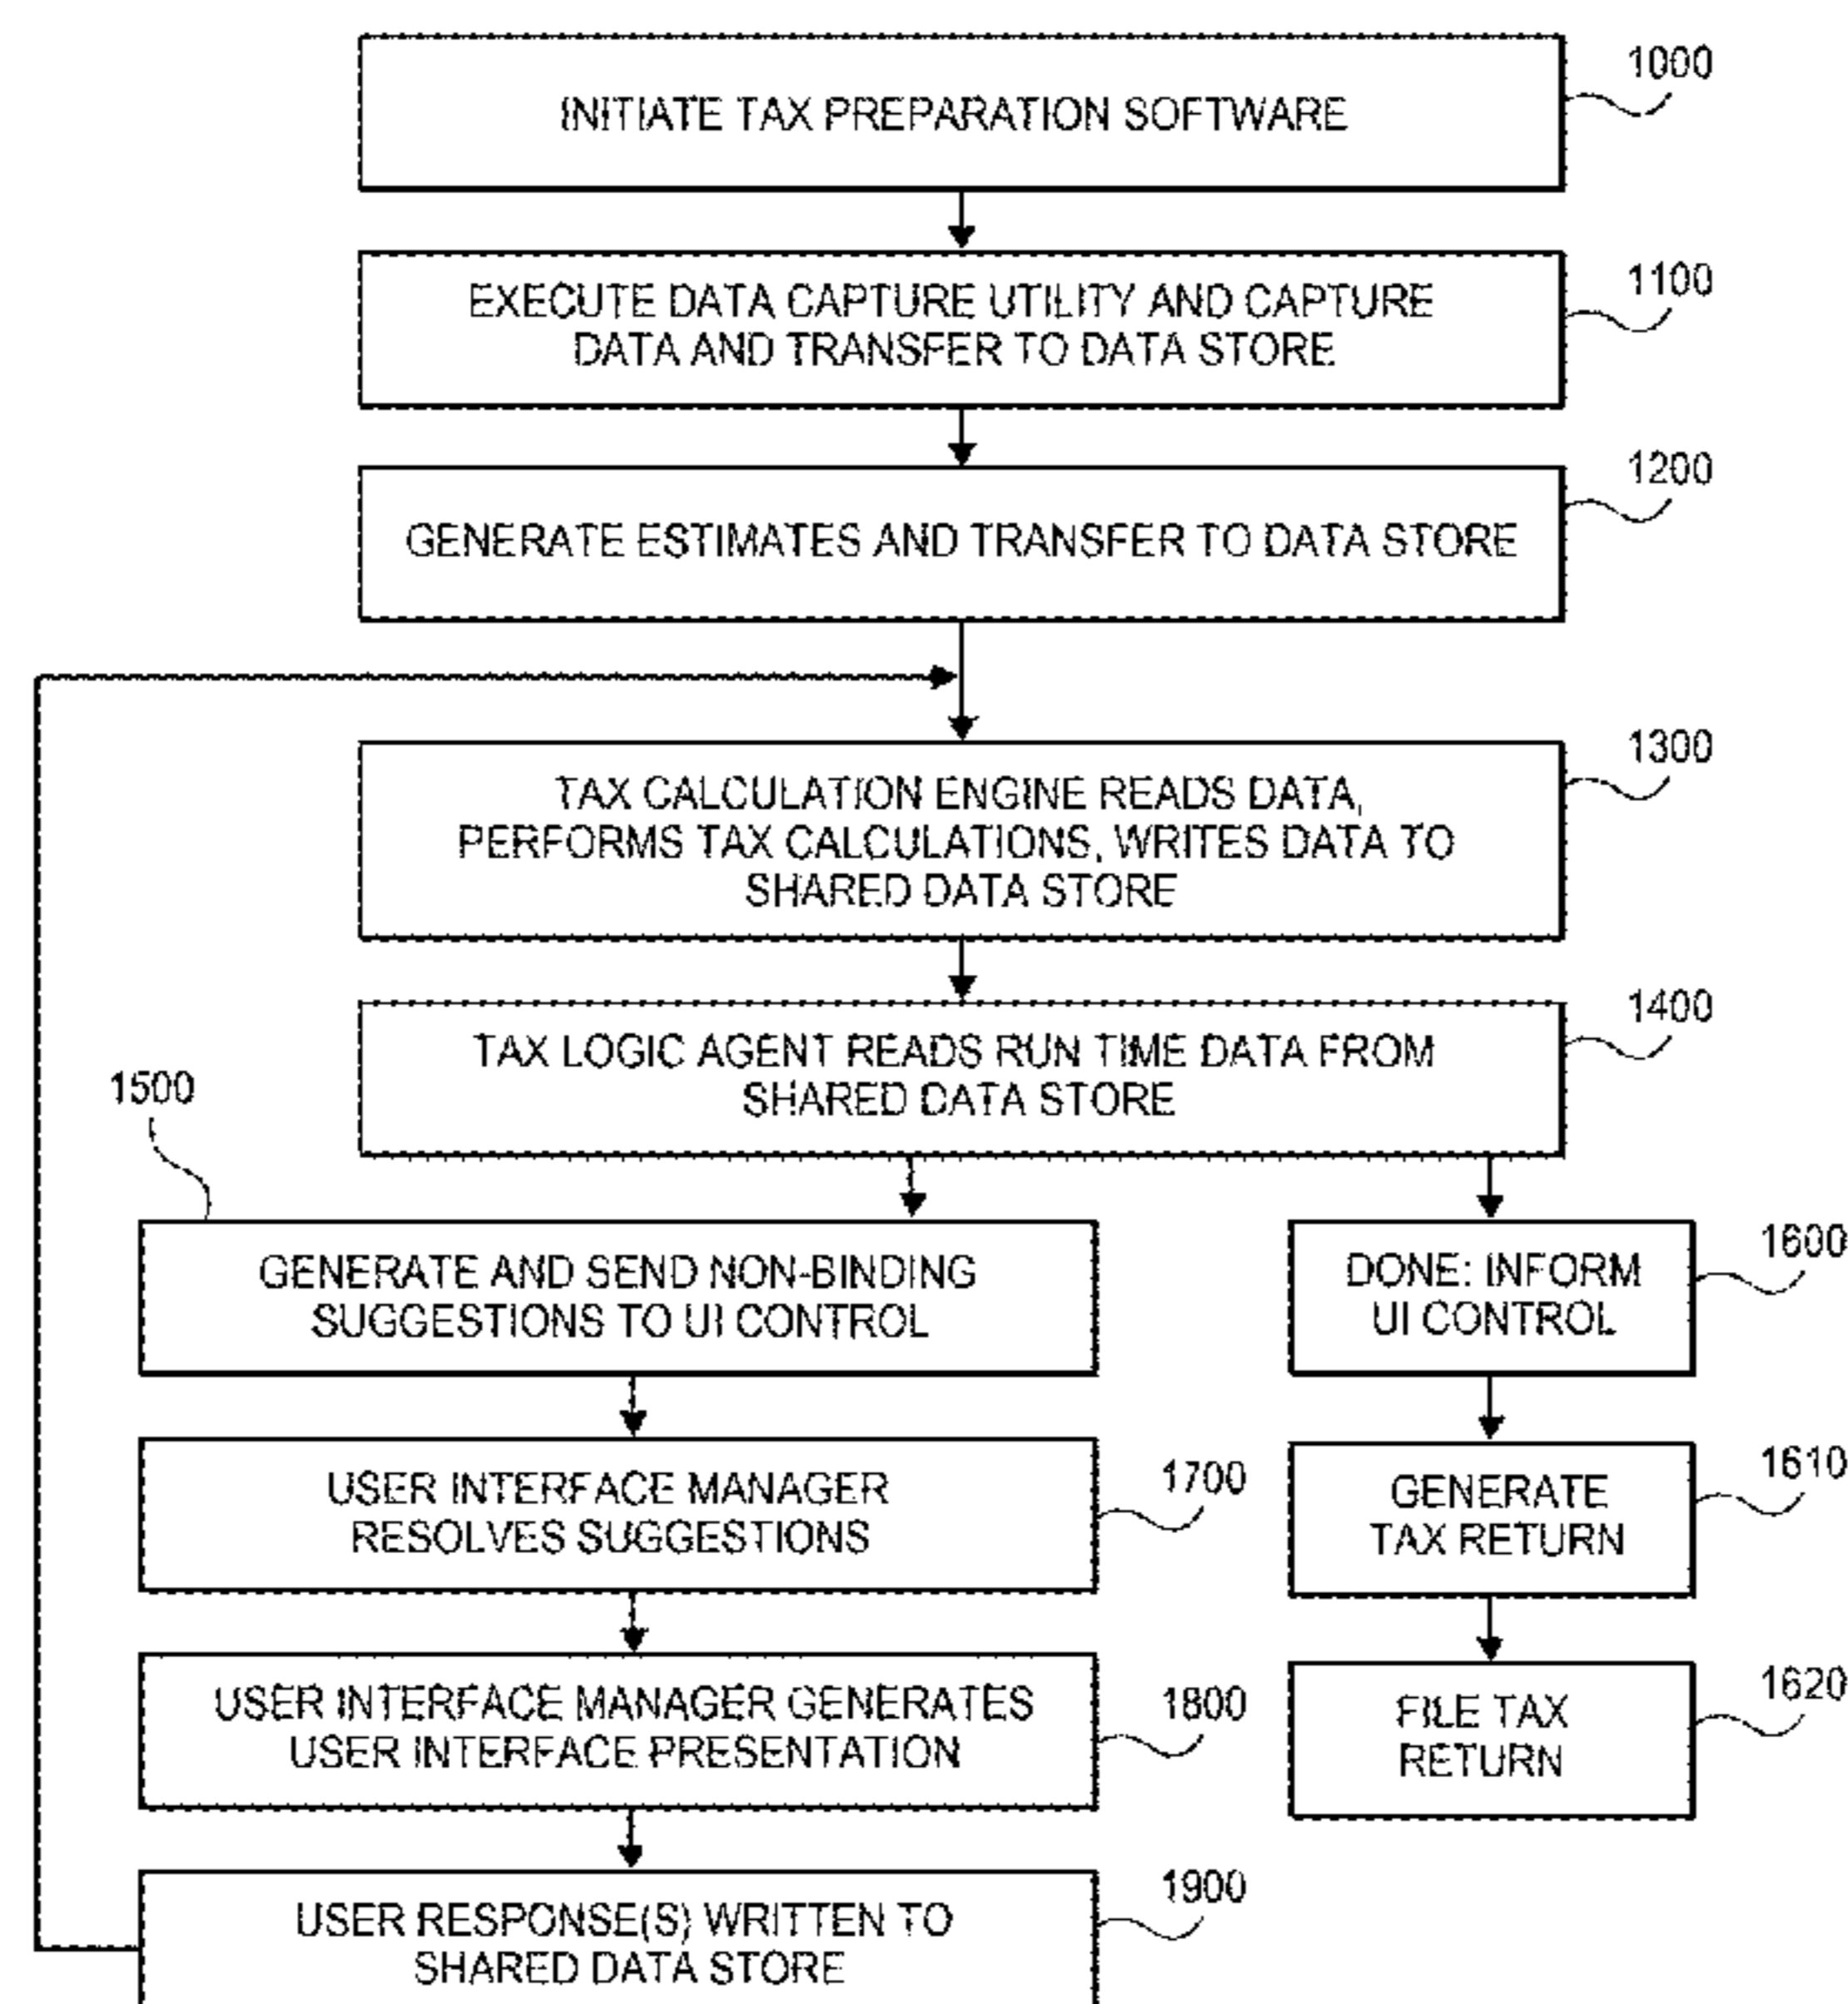 1000
INITIATE TAX PREPARATION SOFTWARE
1100
EXECUTE DATA CAPTURE UTILITY AND CAPTURE
DATA AND TRANSFER TO DATA STORE
1200
GENERATE ESTIMATES AND TRANSFER TO DATA STORE
1300
TAX CALCULATION ENGINE READS DATA,
PERFORMS TAX CALCULATIONS, WRITES DATA TO
SHARED DATA STORE
1400
TAX LOGIC AGENT READS RUN TIME DATA FROM
SHARED DATA STORE
1500
GENERATE AND SEND NON-BINDING
SUGGESTIONS TO UI CONTROL
1600
DONE: INFORM
UI CONTROL
1700
USER INTERFACE MANAGER
RESOLVES SUGGESTIONS
1610
GENERATE
TAX RETURN
1800
USER INTERFACE MANAGER GENERATES
USER INTERFACE PRESENTATION
1620
FILE TAX
RETURN
1900
USER RESPONSE(S) WRITTEN TO
SHARED DATA STORE